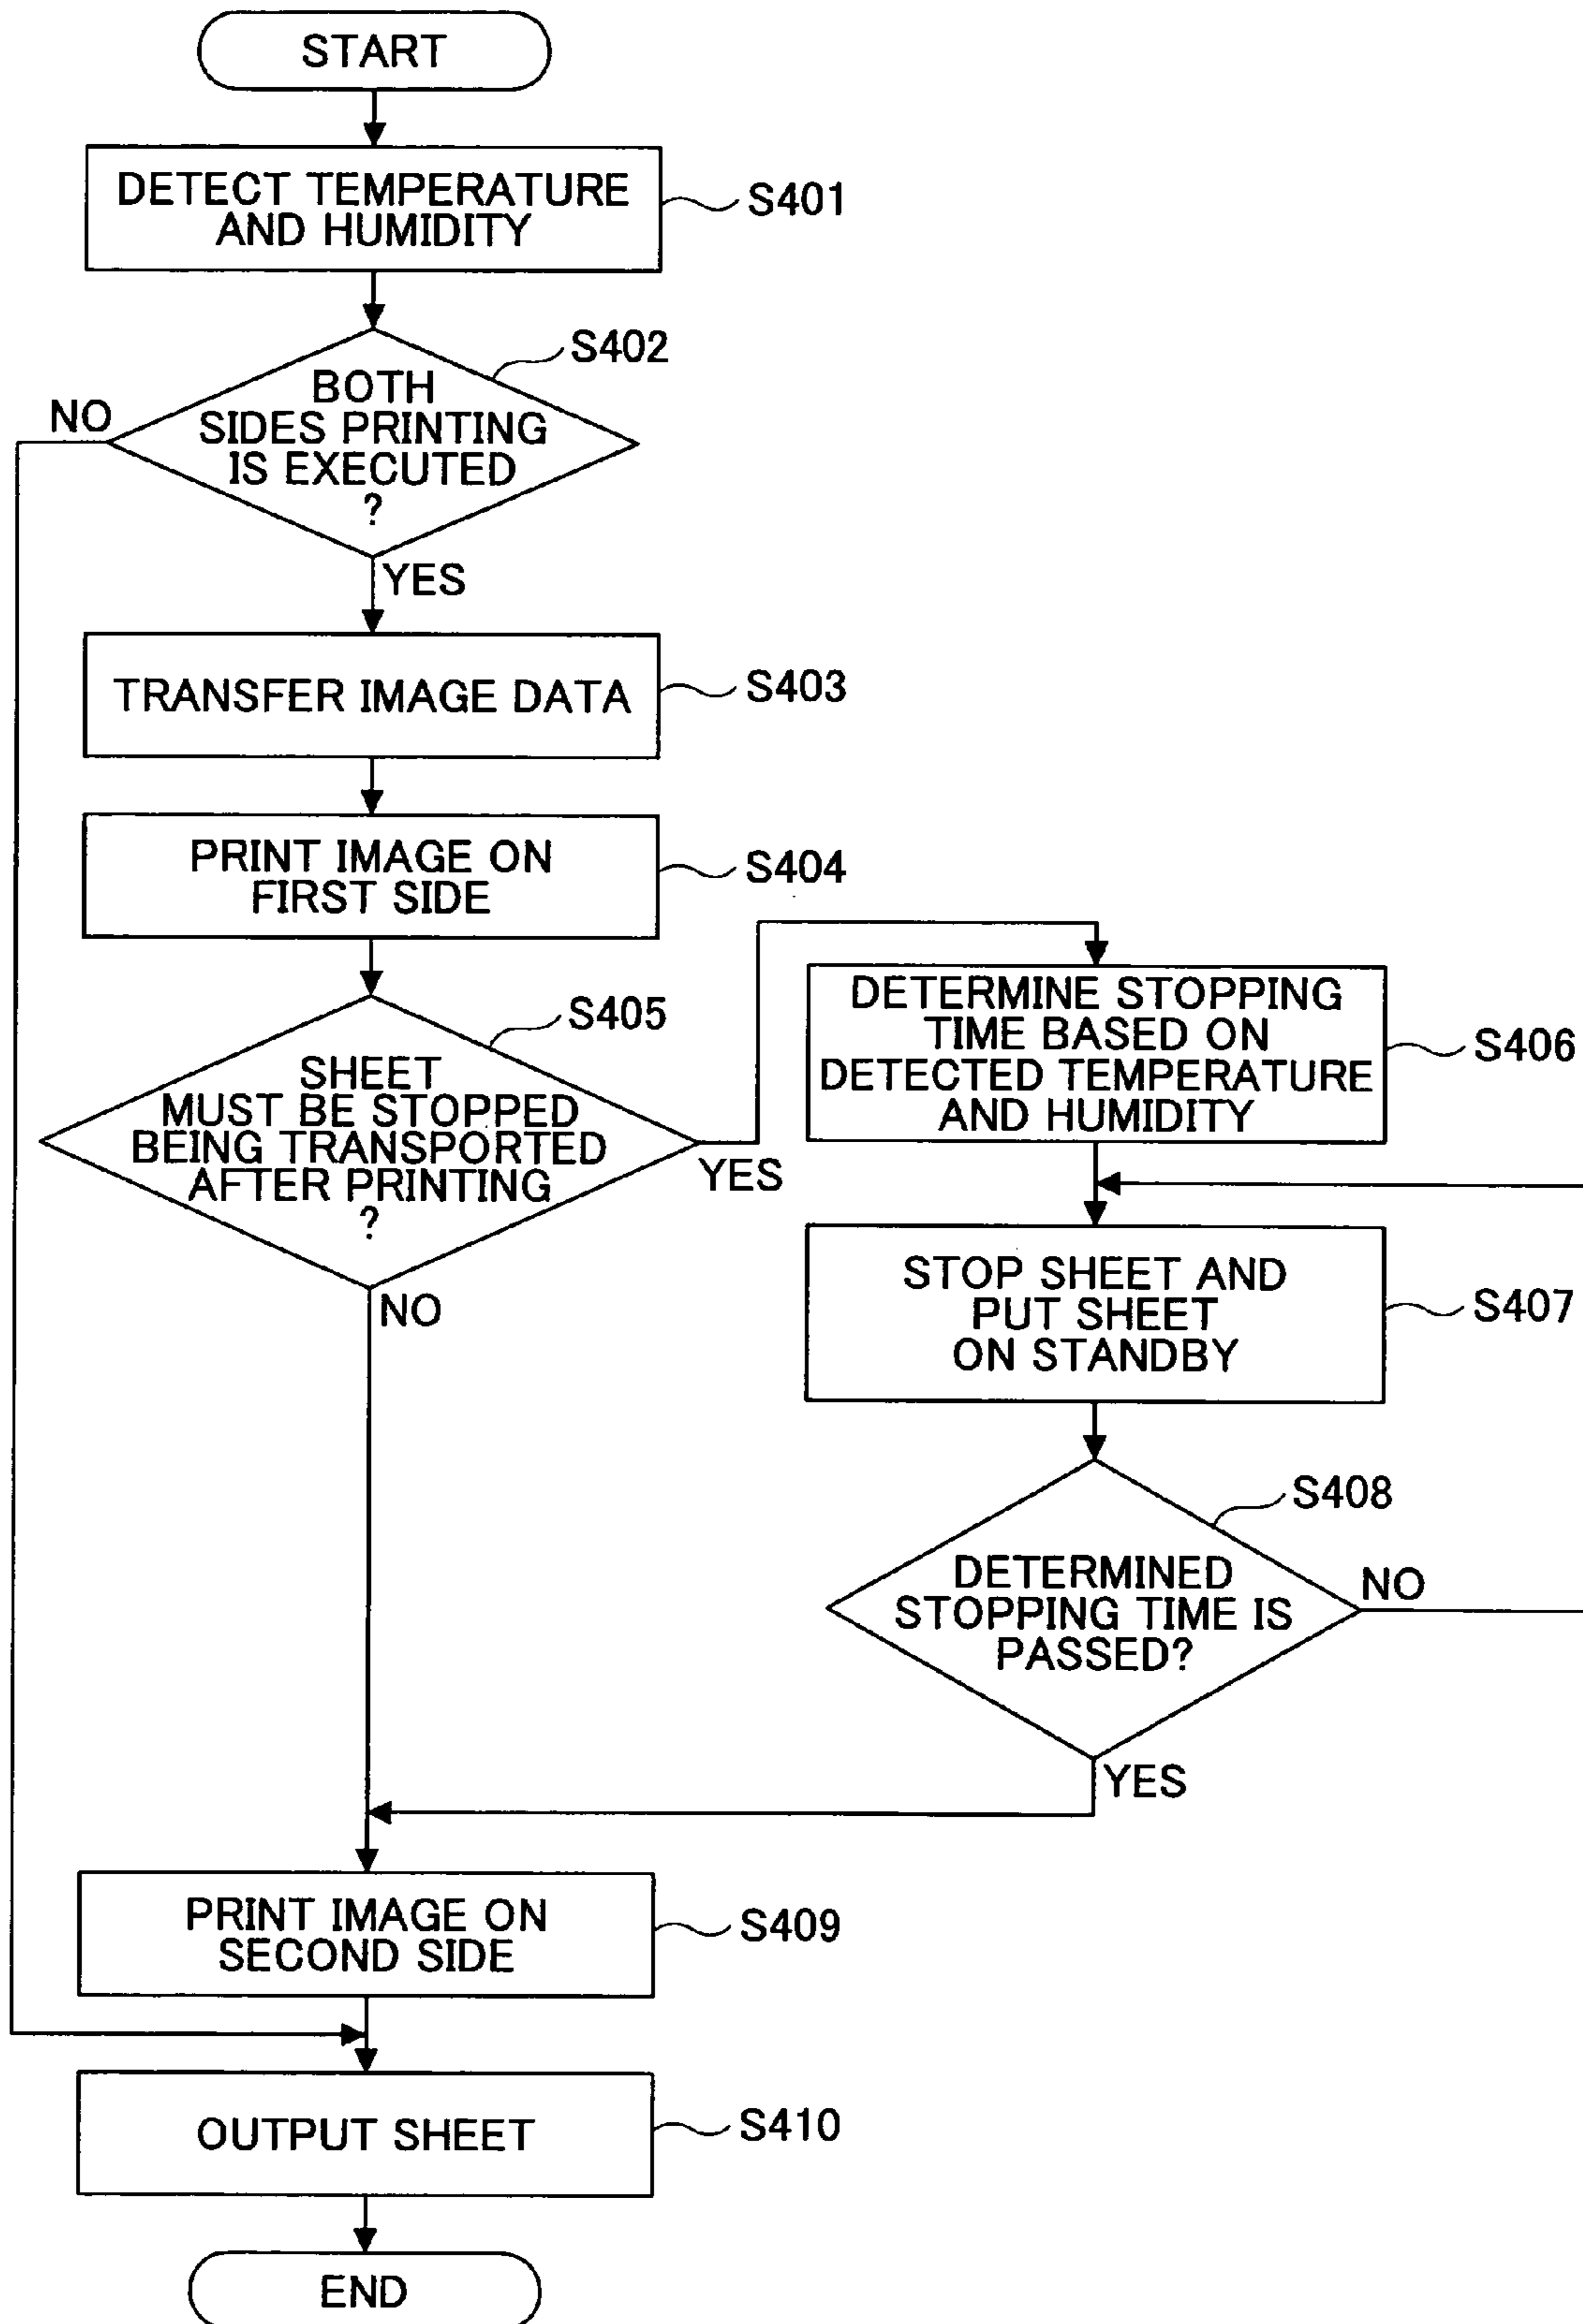 START
DETECT TEMPERATURE
AND HUMIDITY
S401
S402
BOTH
SIDES PRINTING
IS EXECUTED
?
NO
YES
TRANSFER IMAGE DATA
S403
PRINT IMAGE ON
FIRST SIDE
S404
S405
SHEET
MUST BE STOPPED
BEING TRANSPORTED
AFTER PRINTING
?
YES
NO
DETERMINE STOPPING
TIME BASED ON
DETECTED TEMPERATURE
AND HUMIDITY
S406
STOP SHEET AND
PUT SHEET
ON STANDBY
S407
S408
DETERMINED
STOPPING TIME IS
PASSED?
NO
YES
PRINT IMAGE ON
SECOND SIDE
S409
OUTPUT SHEET
S410
END